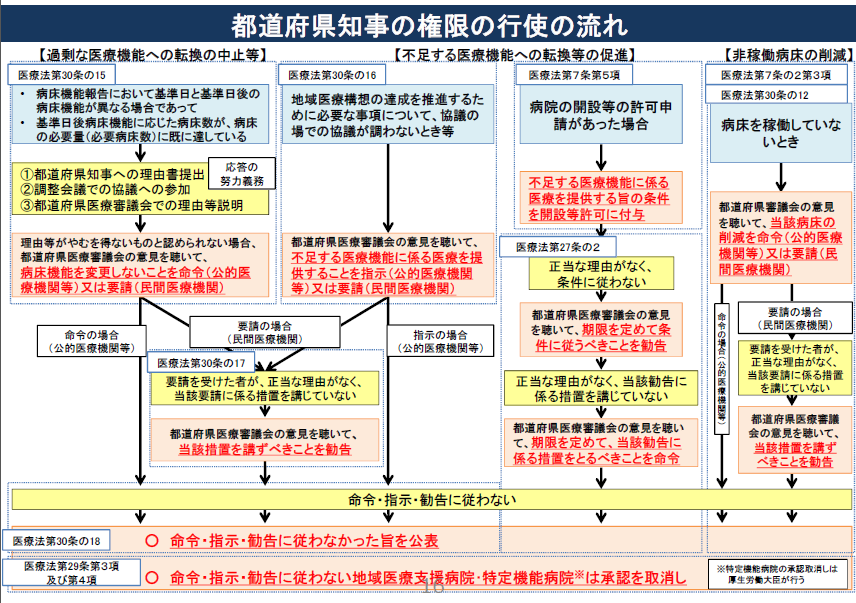 都道府県知事の権限の行使の流れ
【過剰な医療機能への転換の中止等】
【不足する医療機能への転換等の促進】
【非稼働病床の削減】
医療法第30条の15
・ 病床機能報告において基準日と基準日後の
病床機能が異なる場合であって
・ 基準日後病床機能に応じた病床数が、病床
の必要量(必要病床数)に既に達している
応答の
努力義務
①都道府県知事への理由書提出
②調整会議での協議への参加
③都道府県医療審議会での理由等説明
理由等がやむを得ないものと認められない場合、
都道府県医療審議会の意見を聴いて、
病床機能を変更しないことを命令(公的医
療機関等)又は要請(民間医療機関)
医療法第30条の16
地域医療構想の達成を推進するた
めに必要な事項について、協議の
場での協議が調わないとき等
都道府県医療審議会の意見を聴いて、
不足する医療機能に係る医療を提
供することを指示(公的医療機関
等)又は要請(民間医療機関)
命令の場合
(公的医療機関等)
要請の場合
(民間医療機関)
指示の場合
(公的医療機関等)
医療法第30条の17
要請を受けた者が、正当な理由がなく、
当該要請に係る措置を講じていない
都道府県医療審議会の意見を聴いて、
当該措置を講ずべきことを勧告
医療法第7条第5項
病院の開設等の許可申
請があった場合
不足する医療機能に係る
医療を提供する旨の条件
を開設等許可に付与
医療法第27条の2
正当な理由がなく、
条件に従わない
都道府県医療審議会の意見
を聴いて、期限を定めて条
件に従うべきことを勧告
正当な理由がなく、当該勧告に
係る措置を講じていない
都道府県医療審議会の意見を聴い
て、期限を定めて、当該勧告に
係る措置をとるべきことを命令
医療法第7条の2第3項
医療法第30条の12
病床を稼働していな
いとき
都道府県医療審議会の意見
を聴いて、当該病床の
削減を命令(公的医療
機関等)又は要請(民
間医療機関)
命令の場合(公的医療機関等)
要請の場合
(民間医療機関)
要請を受けた者が、
正当な理由がなく、
当該要請に係る措置
を講じていない
都道府県医療審議
会の意見を聴いて、
当該措置を講ず
べきことを勧告
命令・指示・勧告に従わない
医療法第30条の18
○ 命令・指示・勧告に従わなかった旨を公表
医療法第29条第3項
及び第4項
○ 命令・指示・勧告に従わない地域医療支援病院・特定機能病院※は承認を取消し
※特定機能病院の承認取消しは
厚生労働大臣が行う
16